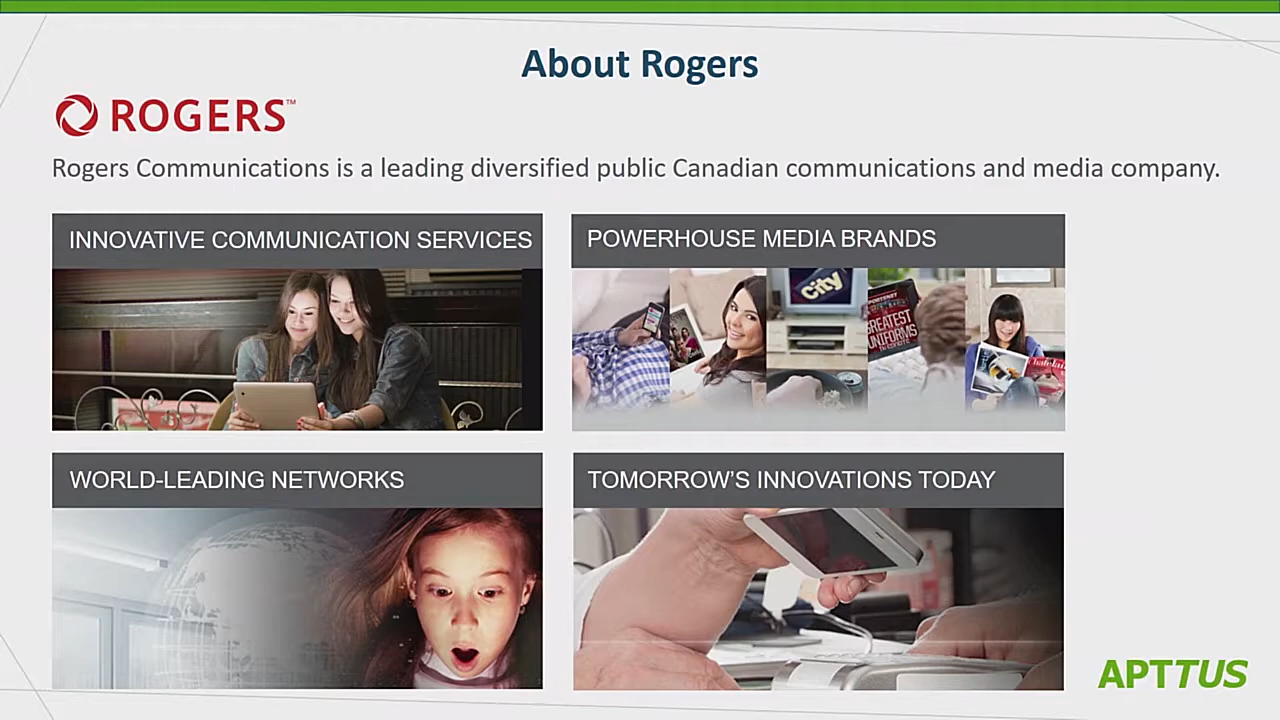 About Rogers
ROGERS™
Rogers Communications is a leading diversified public Canadian communications and media company.
INNOVATIVE COMMUNICATION SERVICES
POWERHOUSE MEDIA BRANDS
City
GREATEST
UNIFORMS
WORLD-LEADING NETWORKS
TOMORROW’S INNOVATIONS TODAY
APTTUS